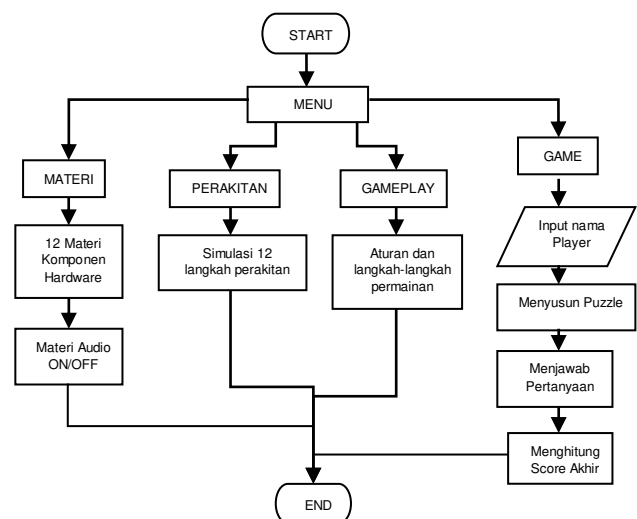 START
MENU
MATERI
PERAKITAN
GAMEPLAY
GAME
12 Materi
Komponen
Hardware
Simulasi 12
langkah perakitan
Aturan dan
langkah-langkah
permainan
Input nama
Player
Materi Audio
ON/OFF
Menyusun Puzzle
Menjawab
Pertanyaan
Menghitung
Score Akhir
END